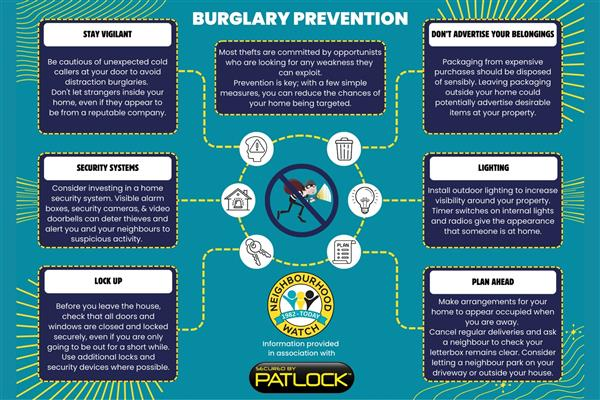 BURGLARY PREVENTION
STAY VIGILANT
Be cautious of unexpected cold
callers at your door to avoid
distraction burglaries.
Don't let strangers inside your
home, even if they appear to
be from a reputable company.
Most thefts are committed by opportunists
who are looking for any weakness they
can exploit.
Prevention is key; with a few simple
measures, you can reduce the chances of
your home being targeted.
DON'T ADVERTISE YOUR BELONGINGS
Packaging from expensive
purchases should be disposed
of sensibly. Leaving packaging
outside your home could
potentially advertise desirable
items at your property.
SECURITY SYSTEMS
Consider investing in a home
security system. Visible alarm
boxes, security cameras, & video
doorbells can deter thieves and
alert you and your neighbours to
suspicious activity.
LIGHTING
Install outdoor lighting to increase
visibility around your property.
Timer switches on internal lights
and radios give the appearance
that someone is at home.
PLAN
LOCK UP
Before you leave the house,
check that all doors and
windows are closed and locked
securely, even if you are only
going to be out for a short while.
Use additional locks and
security devices where possible.
NEIGHBOURHOOD
1982 - TODAY
WATCH
Information provided
in association with
SECURED BY
PATLOCK™
PLAN AHEAD
Make arrangements for your
home to appear occupied when
you are away.
Cancel regular deliveries and ask
a neighbour to check your
letterbox remains clear. Consider
letting a neighbour park on your
driveway or outside your house.